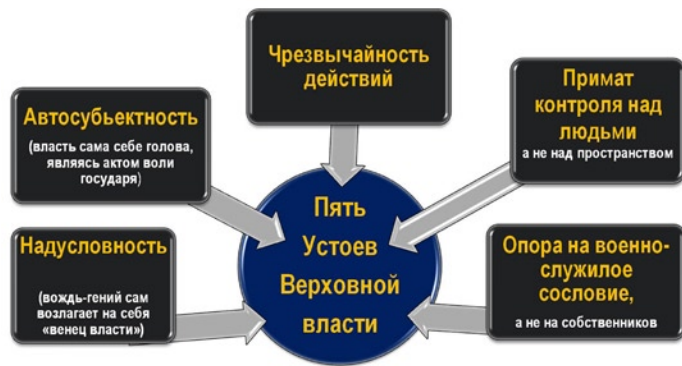 Чрезвычайность
действий
Автосубьектность
(власть сама себе голова,
являясь актом воли
государя)
Примат
контроля над
людьми
а не над пространством
Надусловность
(вождь-гений сам
возлагает на себя
«венец власти»)
Пять
Устоев
Верховной
власти
Опора на военно-
служилое
сословие,
а не на собственников